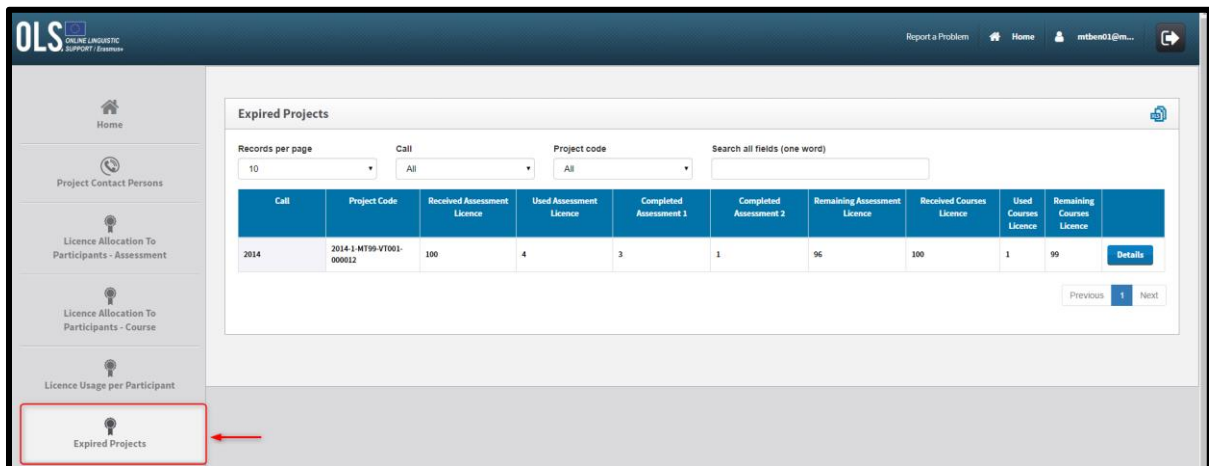 OLS ONLINE LINGUISTIC
SUPPORT / Erasmus+
Report a Problem Home mtben01@m...
Home
Project Contact Persons
Licence Allocation To
Participants - Assessment
Licence Allocation To
Participants - Course
Licence Usage per Participant
Expired Projects
Expired Projects
Records per page Call Project code Search all fields (one word)
10 All All
Call Project Code Received Assessment Licence Used Assessment Licence Completed Assessment 1 Completed Assessment 2 Remaining Assessment Licence Received Courses Licence Used Courses Licence Remaining Courses Licence
2014 2014-1-MT99-VT001-000012 100 4 3 1 96 100 1 99 Details
Previous 1 Next